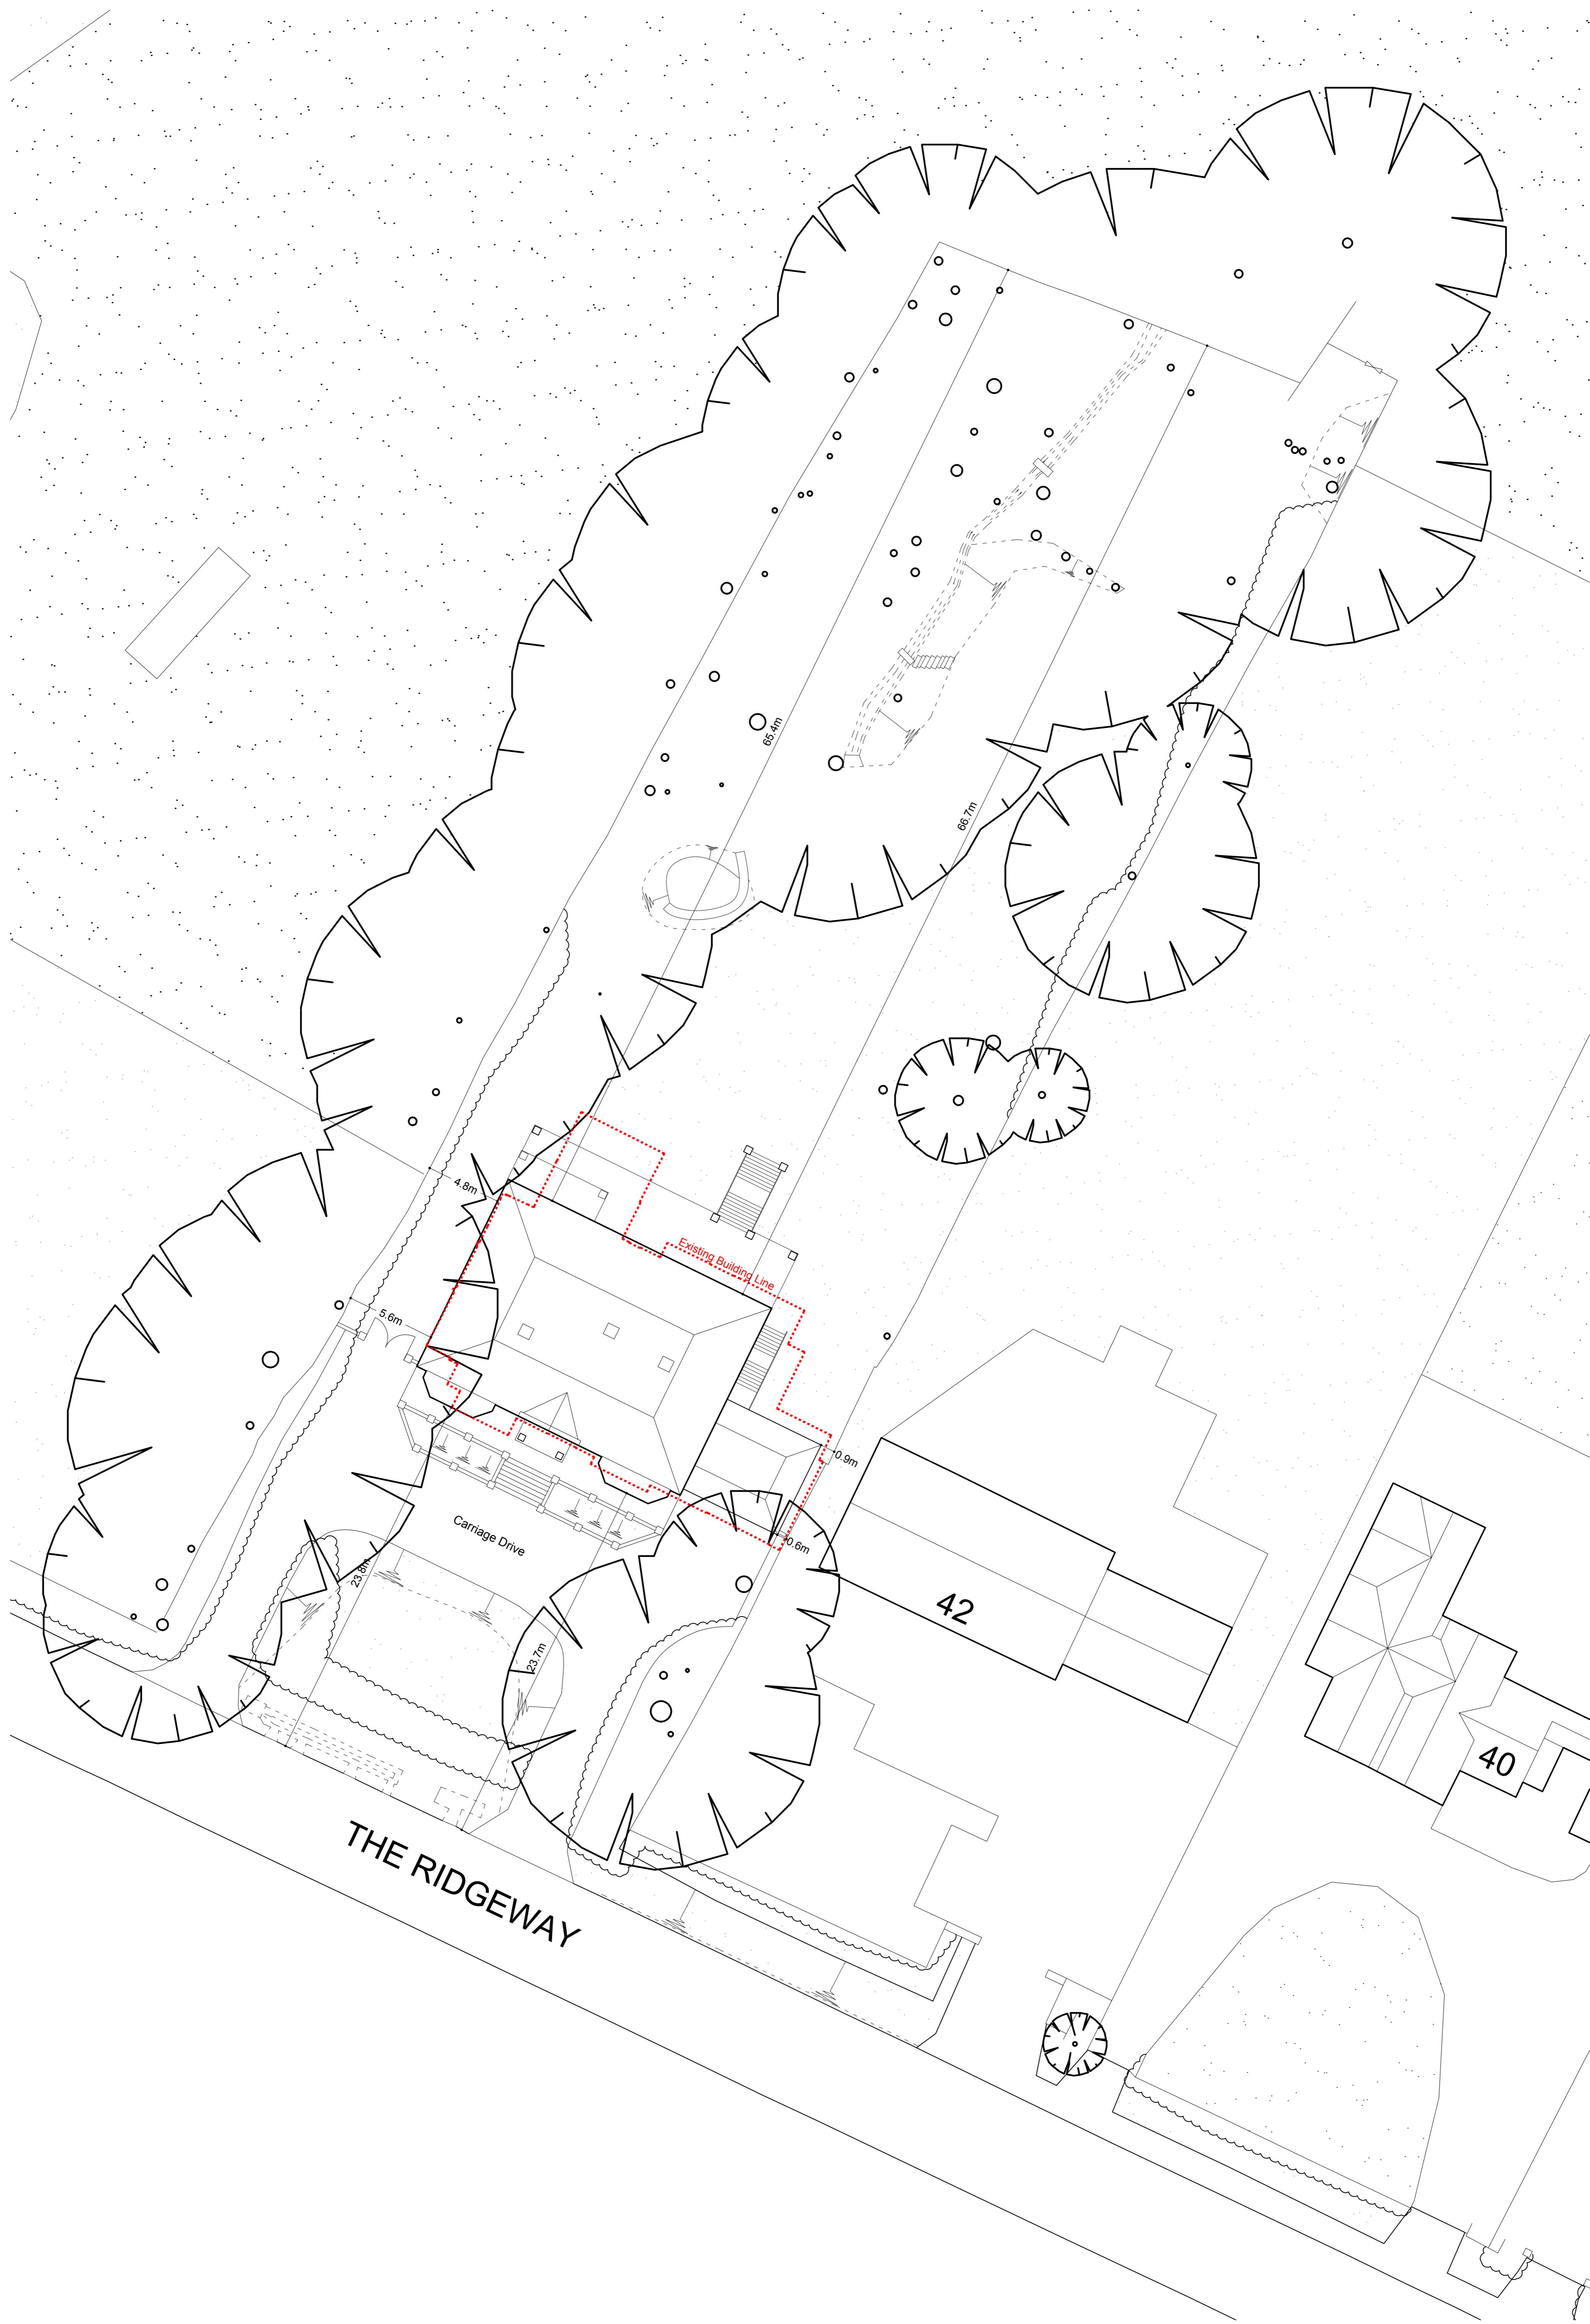 65.4m
66.7m
4.8m
Existing Building Line
5.6m
0.9m
Carriage Drive
0.6m
23.8m
42
23.7m
40
THE RIDGEWAY